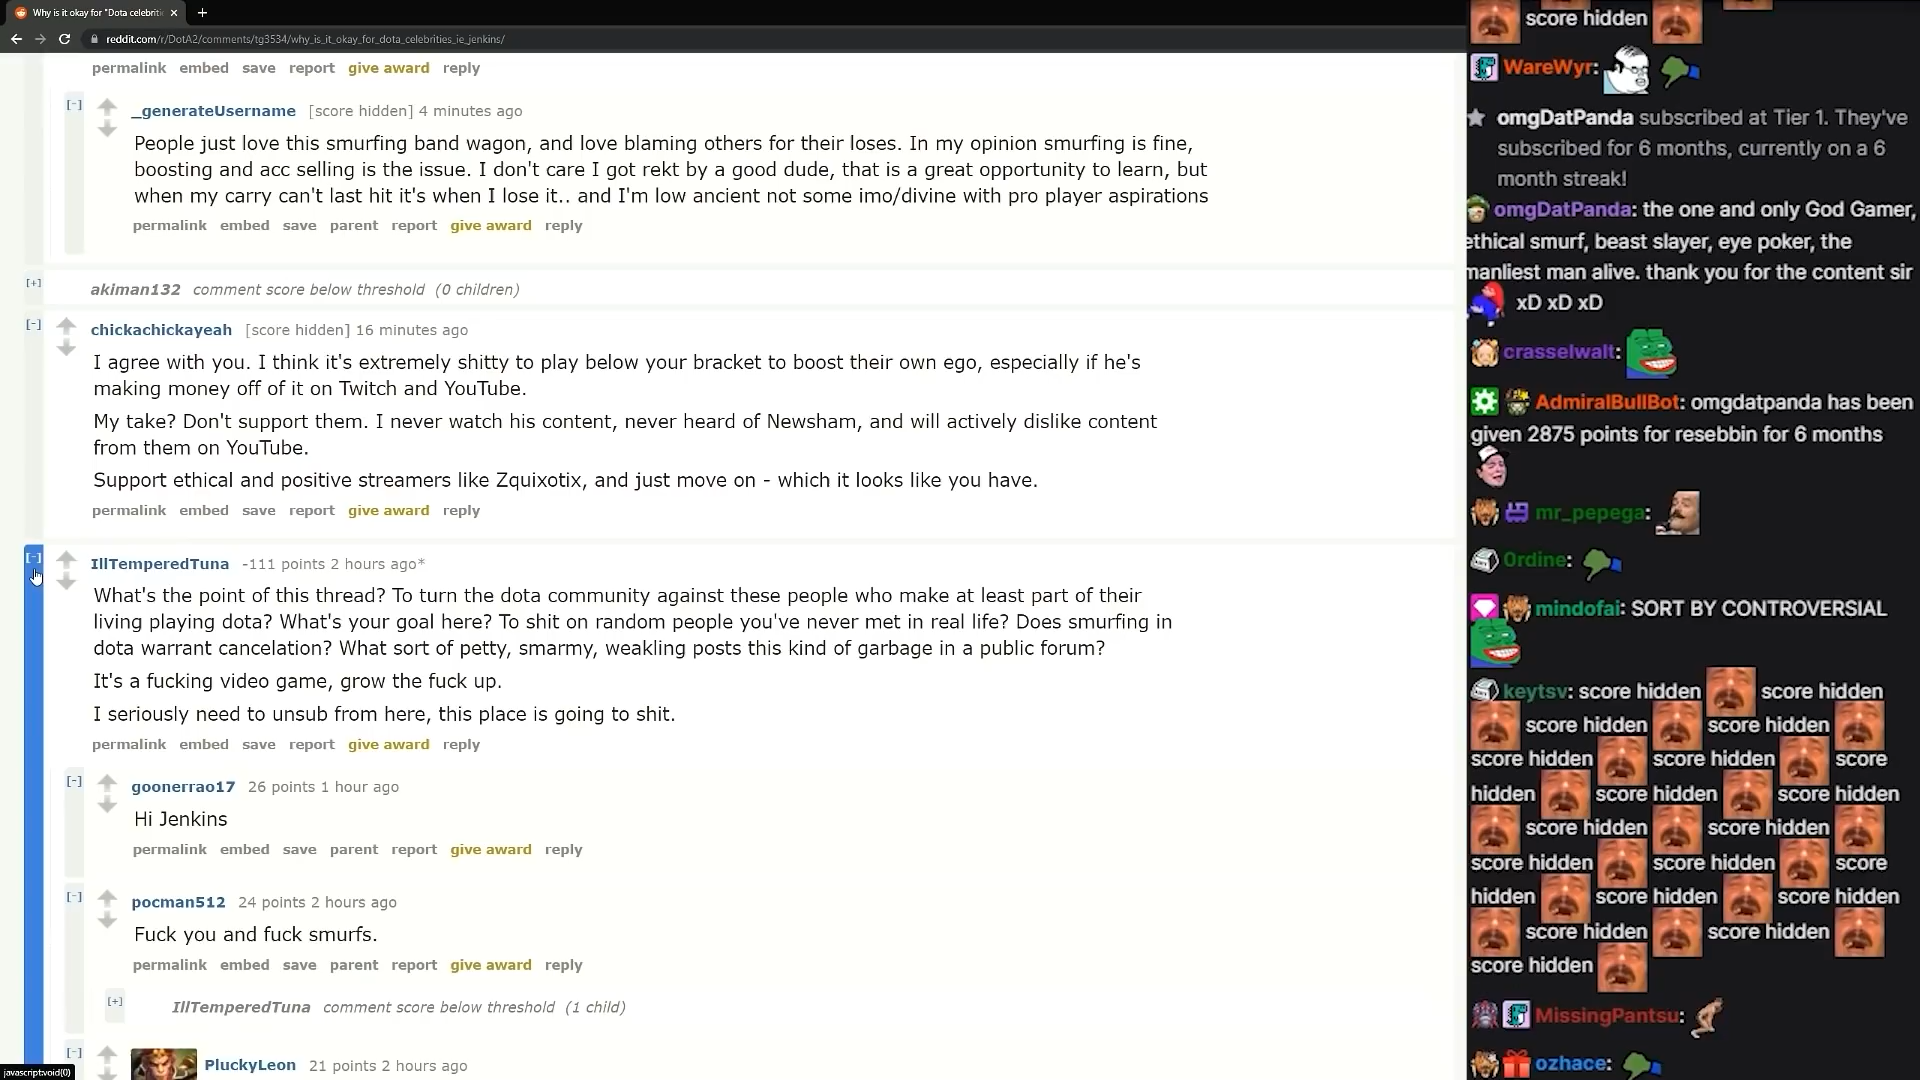 Why is it okay for "Dota celebriti
reddit.com/r/DotA2/comments/tg3534/why_is_it_okay_for_dota_celebrities_ie_jenkins/
permalink embed save report give award reply
[-]
_generateUsername [score hidden] 4 minutes ago
People just love this smurfing band wagon, and love blaming others for their loses. In my opinion smurfing is fine,
boosting and acc selling is the issue. I don't care I got rekt by a good dude, that is a great opportunity to learn, but
when my carry can't last hit it's when I lose it.. and I'm low ancient not some imo/divine with pro player aspirations
permalink embed save parent report give award reply
[+]
akiman132 comment score below threshold (0 children)
[-]
chickachickayeah [score hidden] 16 minutes ago
I agree with you. I think it's extremely shitty to play below your bracket to boost their own ego, especially if he's
making money off of it on Twitch and YouTube.
My take? Don't support them. I never watch his content, never heard of Newsham, and will actively dislike content
from them on YouTube.
Support ethical and positive streamers like Zquixotix, and just move on - which it looks like you have.
permalink embed save report give award reply
[-]
IllTemperedTuna -111 points 2 hours ago*
What's the point of this thread? To turn the dota community against these people who make at least part of their
living playing dota? What's your goal here? To shit on random people you've never met in real life? Does smurfing in
dota warrant cancelation? What sort of petty, smarmy, weakling posts this kind of garbage in a public forum?
It's a fucking video game, grow the fuck up.
I seriously need to unsub from here, this place is going to shit.
permalink embed save report give award reply
[-]
goonerrao17 26 points 1 hour ago
Hi Jenkins
permalink embed save parent report give award reply
[-]
pocman512 24 points 2 hours ago
Fuck you and fuck smurfs.
permalink embed save parent report give award reply
[+]
IllTemperedTuna comment score below threshold (1 child)
[-]
PluckyLeon 21 points 2 hours ago
javascript:void(0)
score hidden
WareWyr:
omgDatPanda subscribed at Tier 1. They've
subscribed for 6 months, currently on a 6
month streak!
omgDatPanda: the one and only God Gamer,
ethical smurf, beast slayer, eye poker, the
manliest man alive. thank you for the content sir
xD xD xD
crasselwalt:
AdmiralBullBot: omgdatpanda has been
given 2875 points for resebbin for 6 months
mr_pepega:
0rdine:
mindofai: SORT BY CONTROVERSIAL
keytsv: score hidden score hidden
score hidden score hidden
score hidden score hidden score
hidden score hidden score hidden
score hidden score hidden
score hidden score hidden score
hidden score hidden score hidden
score hidden score hidden
score hidden
MissingPantsu:
ozhace: